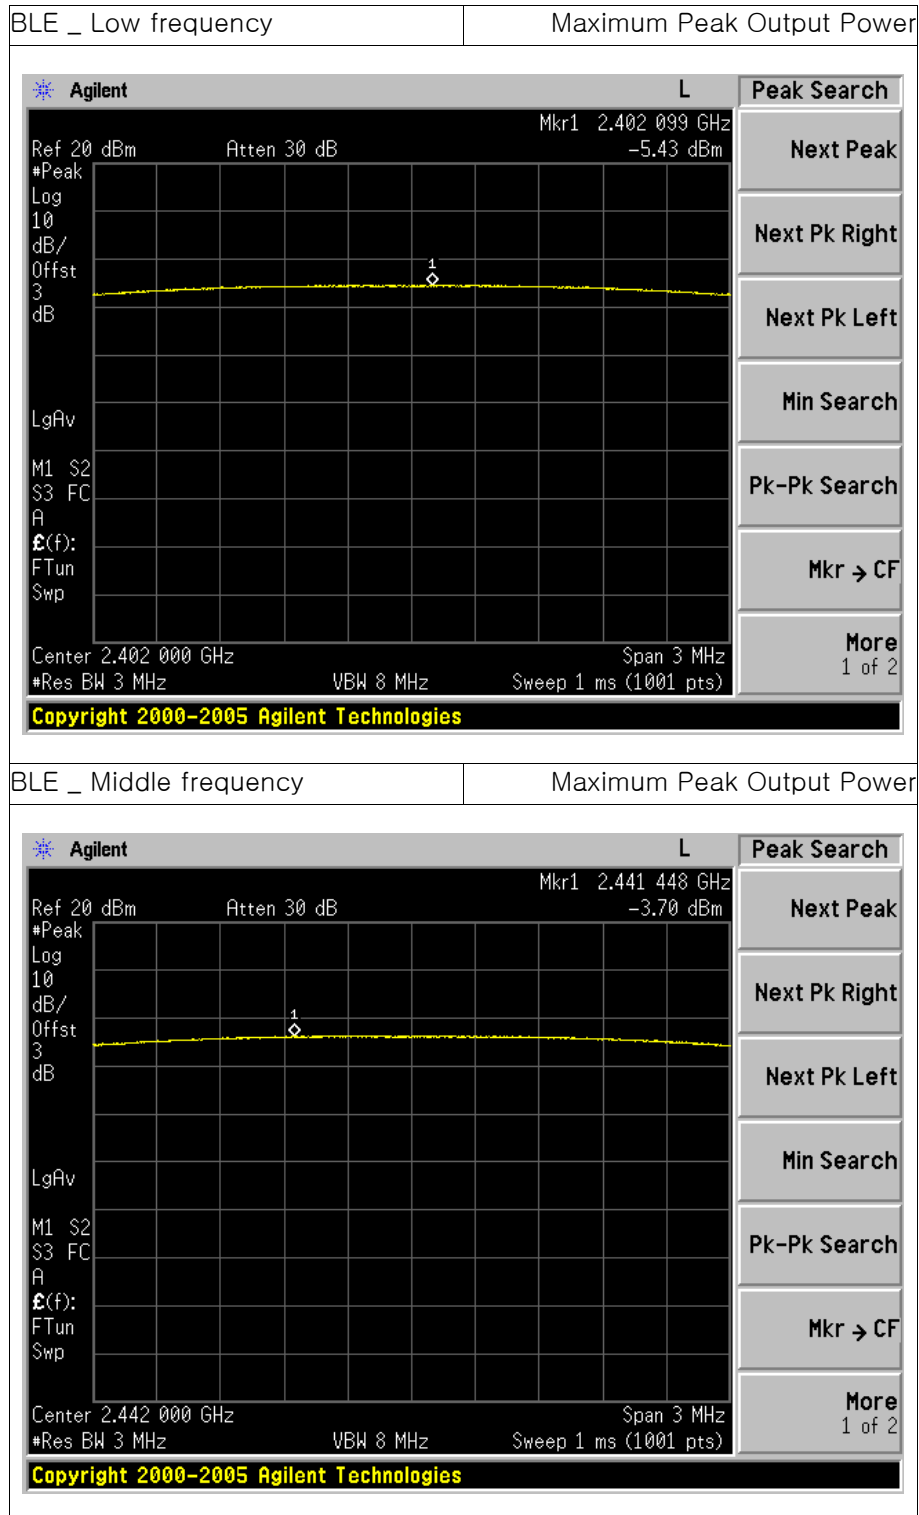 BLE _ Low frequency Maximum Peak Output Power
Agilent L Peak Search
Mkr1 2.402 099 GHz
Ref 20 dBm Atten 30 dB -5.43 dBm
#Peak
Log
10
dB/
Offst
3
dB
1
LgAv
M1 S2
S3 FC
A
£(f):
FTun
Swp
Center 2.402 000 GHz Span 3 MHz
#Res BW 3 MHz VBW 8 MHz Sweep 1 ms (1001 pts)
Next Peak
Next Pk Right
Next Pk Left
Min Search
Pk-Pk Search
Mkr → CF
More
1 of 2
Copyright 2000-2005 Agilent Technologies
BLE _ Middle frequency Maximum Peak Output Power
Agilent L Peak Search
Mkr1 2.441 448 GHz
Ref 20 dBm Atten 30 dB -3.70 dBm
#Peak
Log
10
dB/
Offst
3
dB
1
LgAv
M1 S2
S3 FC
A
£(f):
FTun
Swp
Center 2.442 000 GHz Span 3 MHz
#Res BW 3 MHz VBW 8 MHz Sweep 1 ms (1001 pts)
Next Peak
Next Pk Right
Next Pk Left
Min Search
Pk-Pk Search
Mkr → CF
More
1 of 2
Copyright 2000-2005 Agilent Technologies